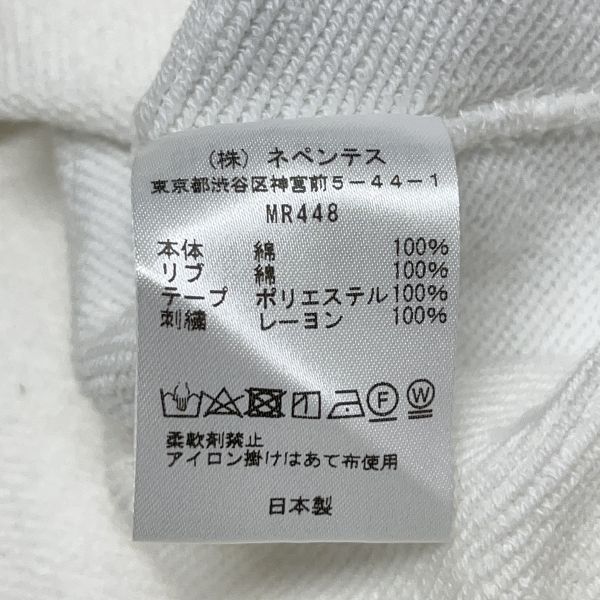 （株）ネペンテス
東京都渋谷区神宮前5-44-1
MR448
本体 綿 100%
リブ 綿 100%
テープ ポリエステル100%
刺繍 レーヨン 100%
F W
柔軟剤禁止
アイロン掛けはあて布使用
日本製